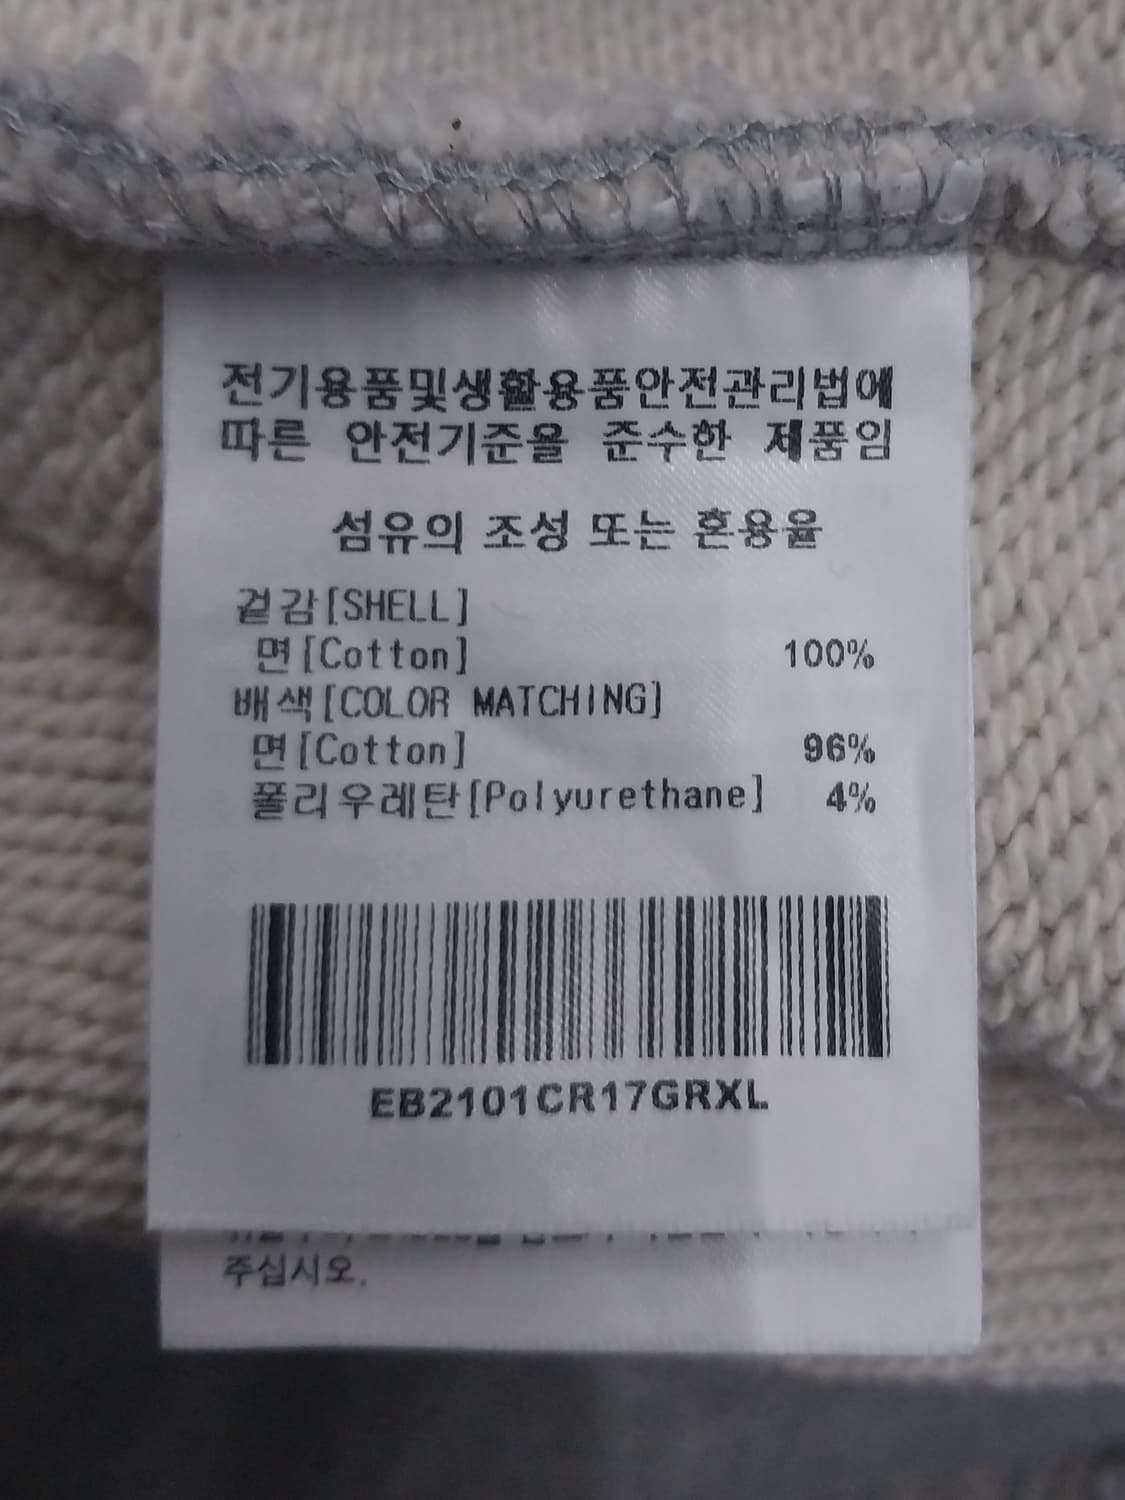 전기용품및생활용품안전관리법에
따른 안전기준을 준수한 제품임
섬유의 조성 또는 혼용율
겉감[SHELL]
면[Cotton] 100%
배색[COLOR MATCHING]
면[Cotton] 96%
폴리우레탄[Polyurethane] 4%
EB2101CR17GRXL
주십시오.